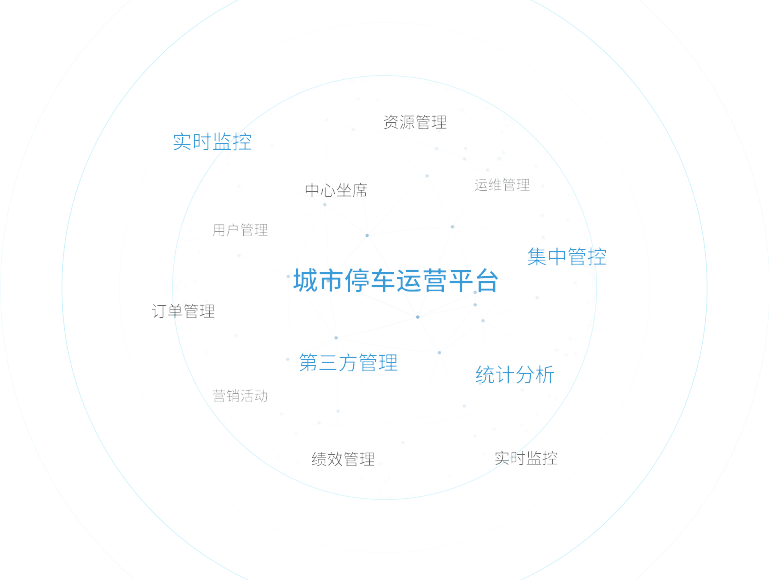 资源管理
实时监控
运维管理
中心坐席
用户管理
集中管控
城市停车运营平台
订单管理
第三方管理
统计分析
营销活动
绩效管理
实时监控